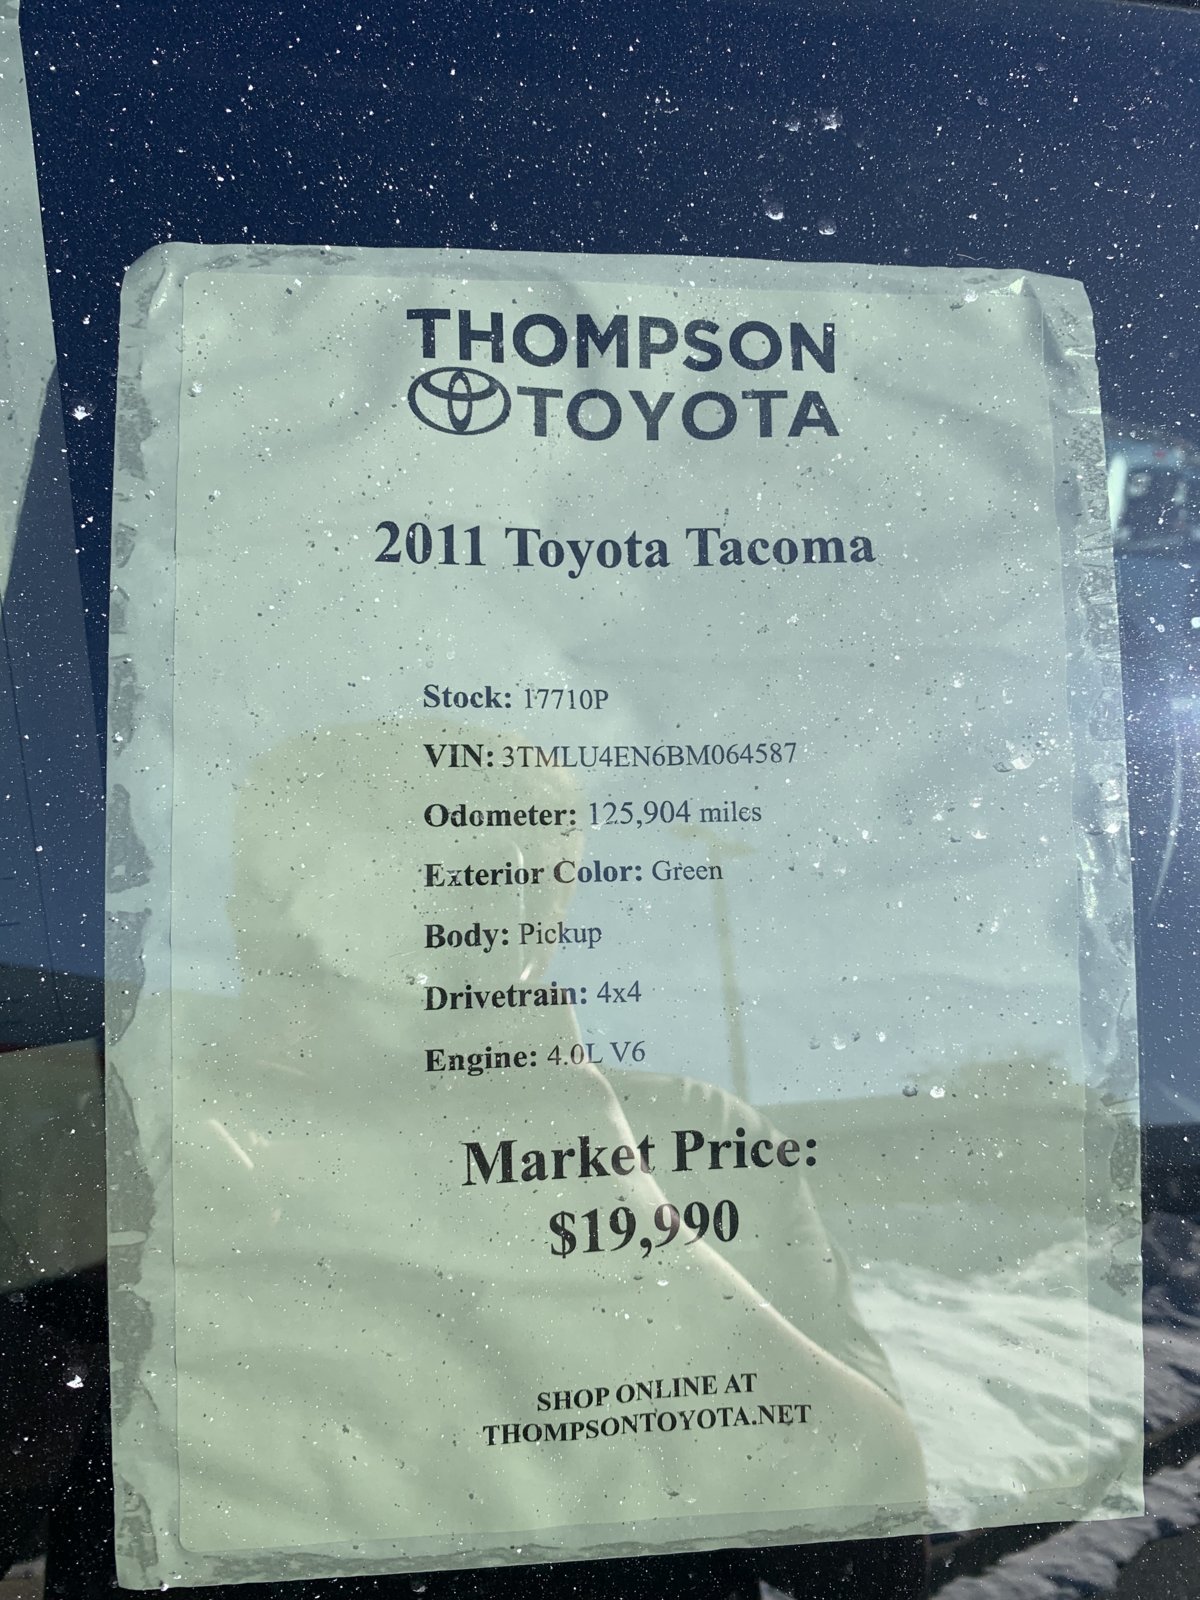 THOMPSON
TOYOTA
2011 Toyota Tacoma
Stock: 17710P
VIN: 3TMLU4EN6BM064587
Odometer: 125,904 miles
Exterior Color: Green
Body: Pickup
Drivetrain: 4x4
Engine: 4.0L V6
Market Price:
$19,990
SHOP ONLINE AT
THOMPSONTOYOTA.NET